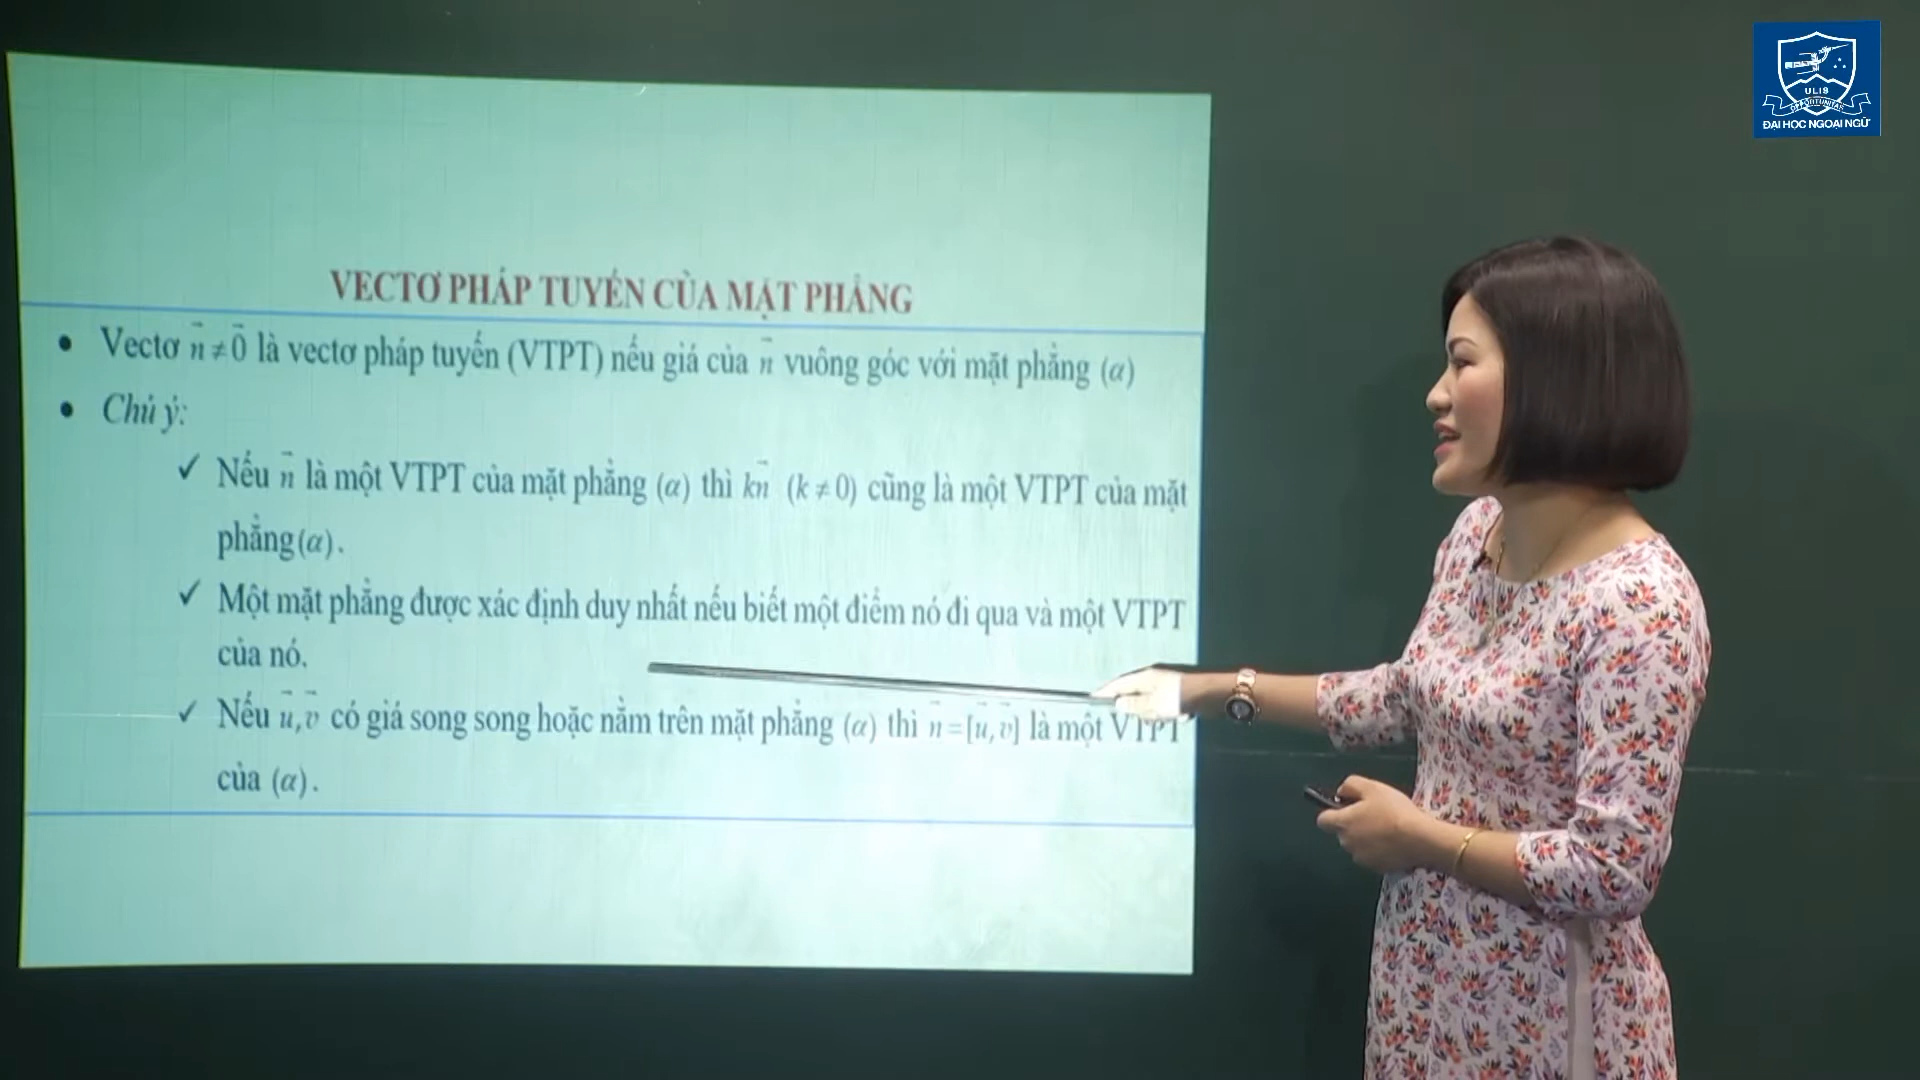 ULIS
OPPORTUNITAS
ĐẠI HỌC NGOẠI NGỮ
VECTƠ PHÁP TUYẾN CỦA MẶT PHẲNG
• Vectơ n⃗ ≠ 0⃗ là vectơ pháp tuyến (VTPT) nếu giá của n⃗ vuông góc với mặt phẳng (α)
• Chú ý:
✓ Nếu n⃗ là một VTPT của mặt phẳng (α) thì kn⃗ (k ≠ 0) cũng là một VTPT của mặt
phẳng(α).
✓ Một mặt phẳng được xác định duy nhất nếu biết một điểm nó đi qua và một VTPT
của nó.
✓ Nếu u⃗, v⃗ có giá song song hoặc nằm trên mặt phẳng (α) thì n⃗ = [u⃗, v⃗] là một VTPT
của (α).